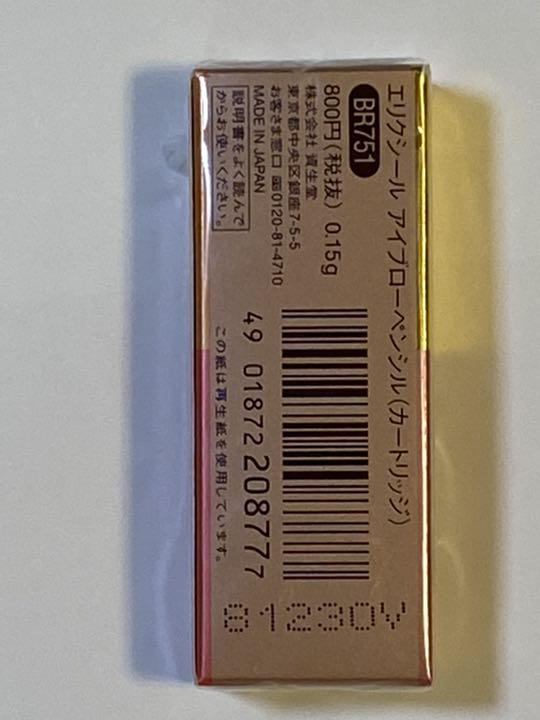 エリクシール アイブローペンシル(カートリッジ)
BR751
800円(税抜) 0.15g
株式会社 資生堂
東京都中央区銀座7-5-5
お客さま窓口 0120-81-4710
MADE IN JAPAN
説明書をよく読んで
からお使いください。
49 01872 208777
この紙は再生紙を使用しています。
81230Y